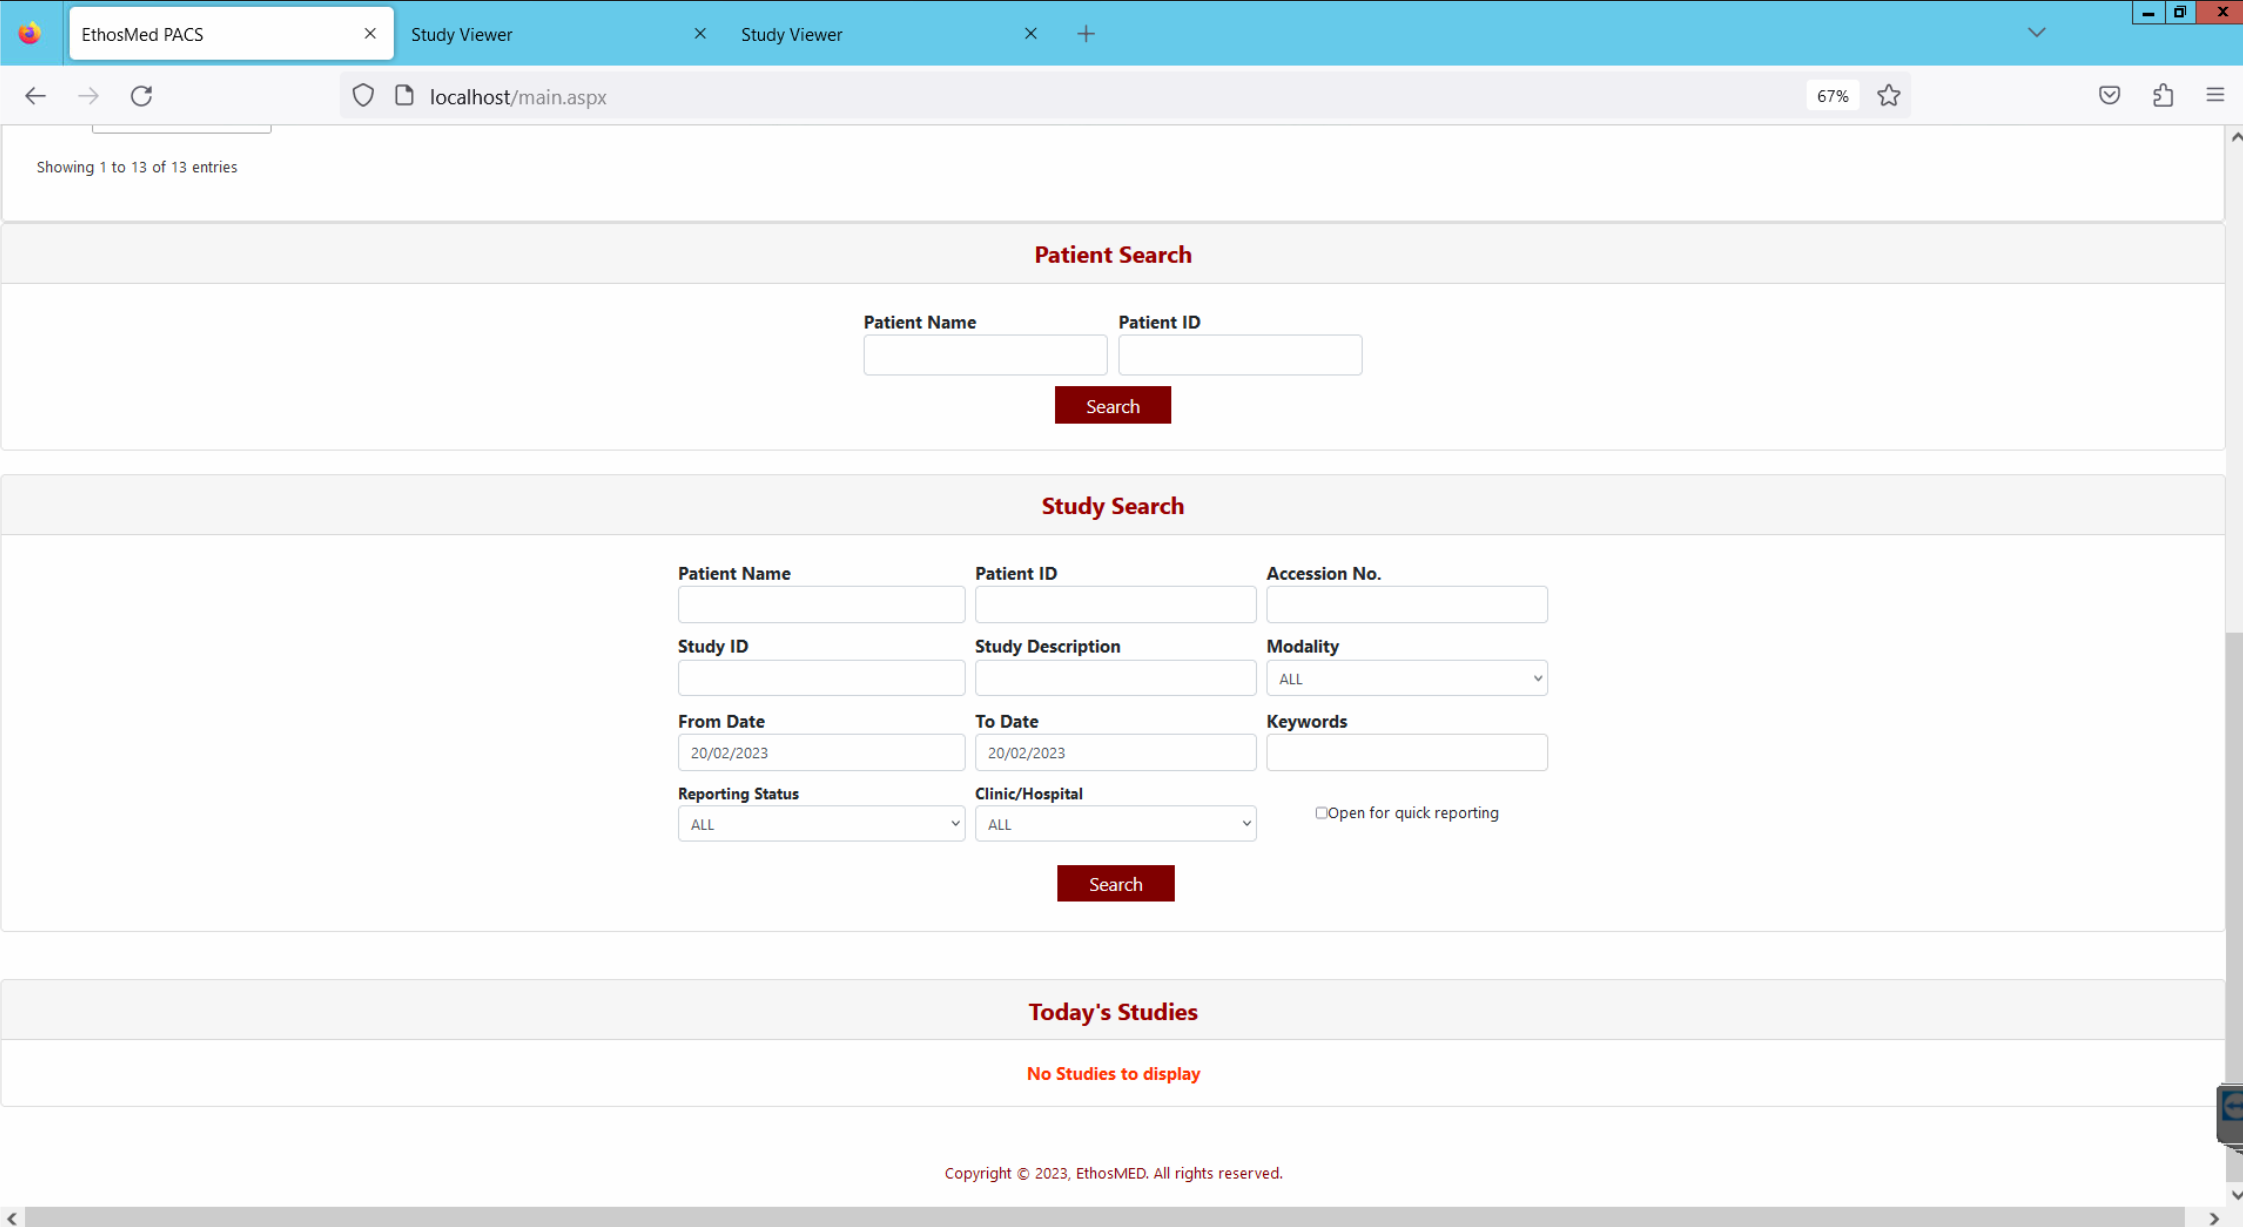 EthosMed PACS
Study Viewer
Study Viewer
localhost/main.aspx
67%
Showing 1 to 13 of 13 entries
Patient Search
Patient Name Patient ID
Search
Study Search
Patient Name Patient ID Accession No.
Study ID Study Description Modality
ALL
From Date To Date Keywords
20/02/2023 20/02/2023
Reporting Status Clinic/Hospital
ALL ALL Open for quick reporting
Search
Today's Studies
No Studies to display
Copyright © 2023, EthosMED. All rights reserved.